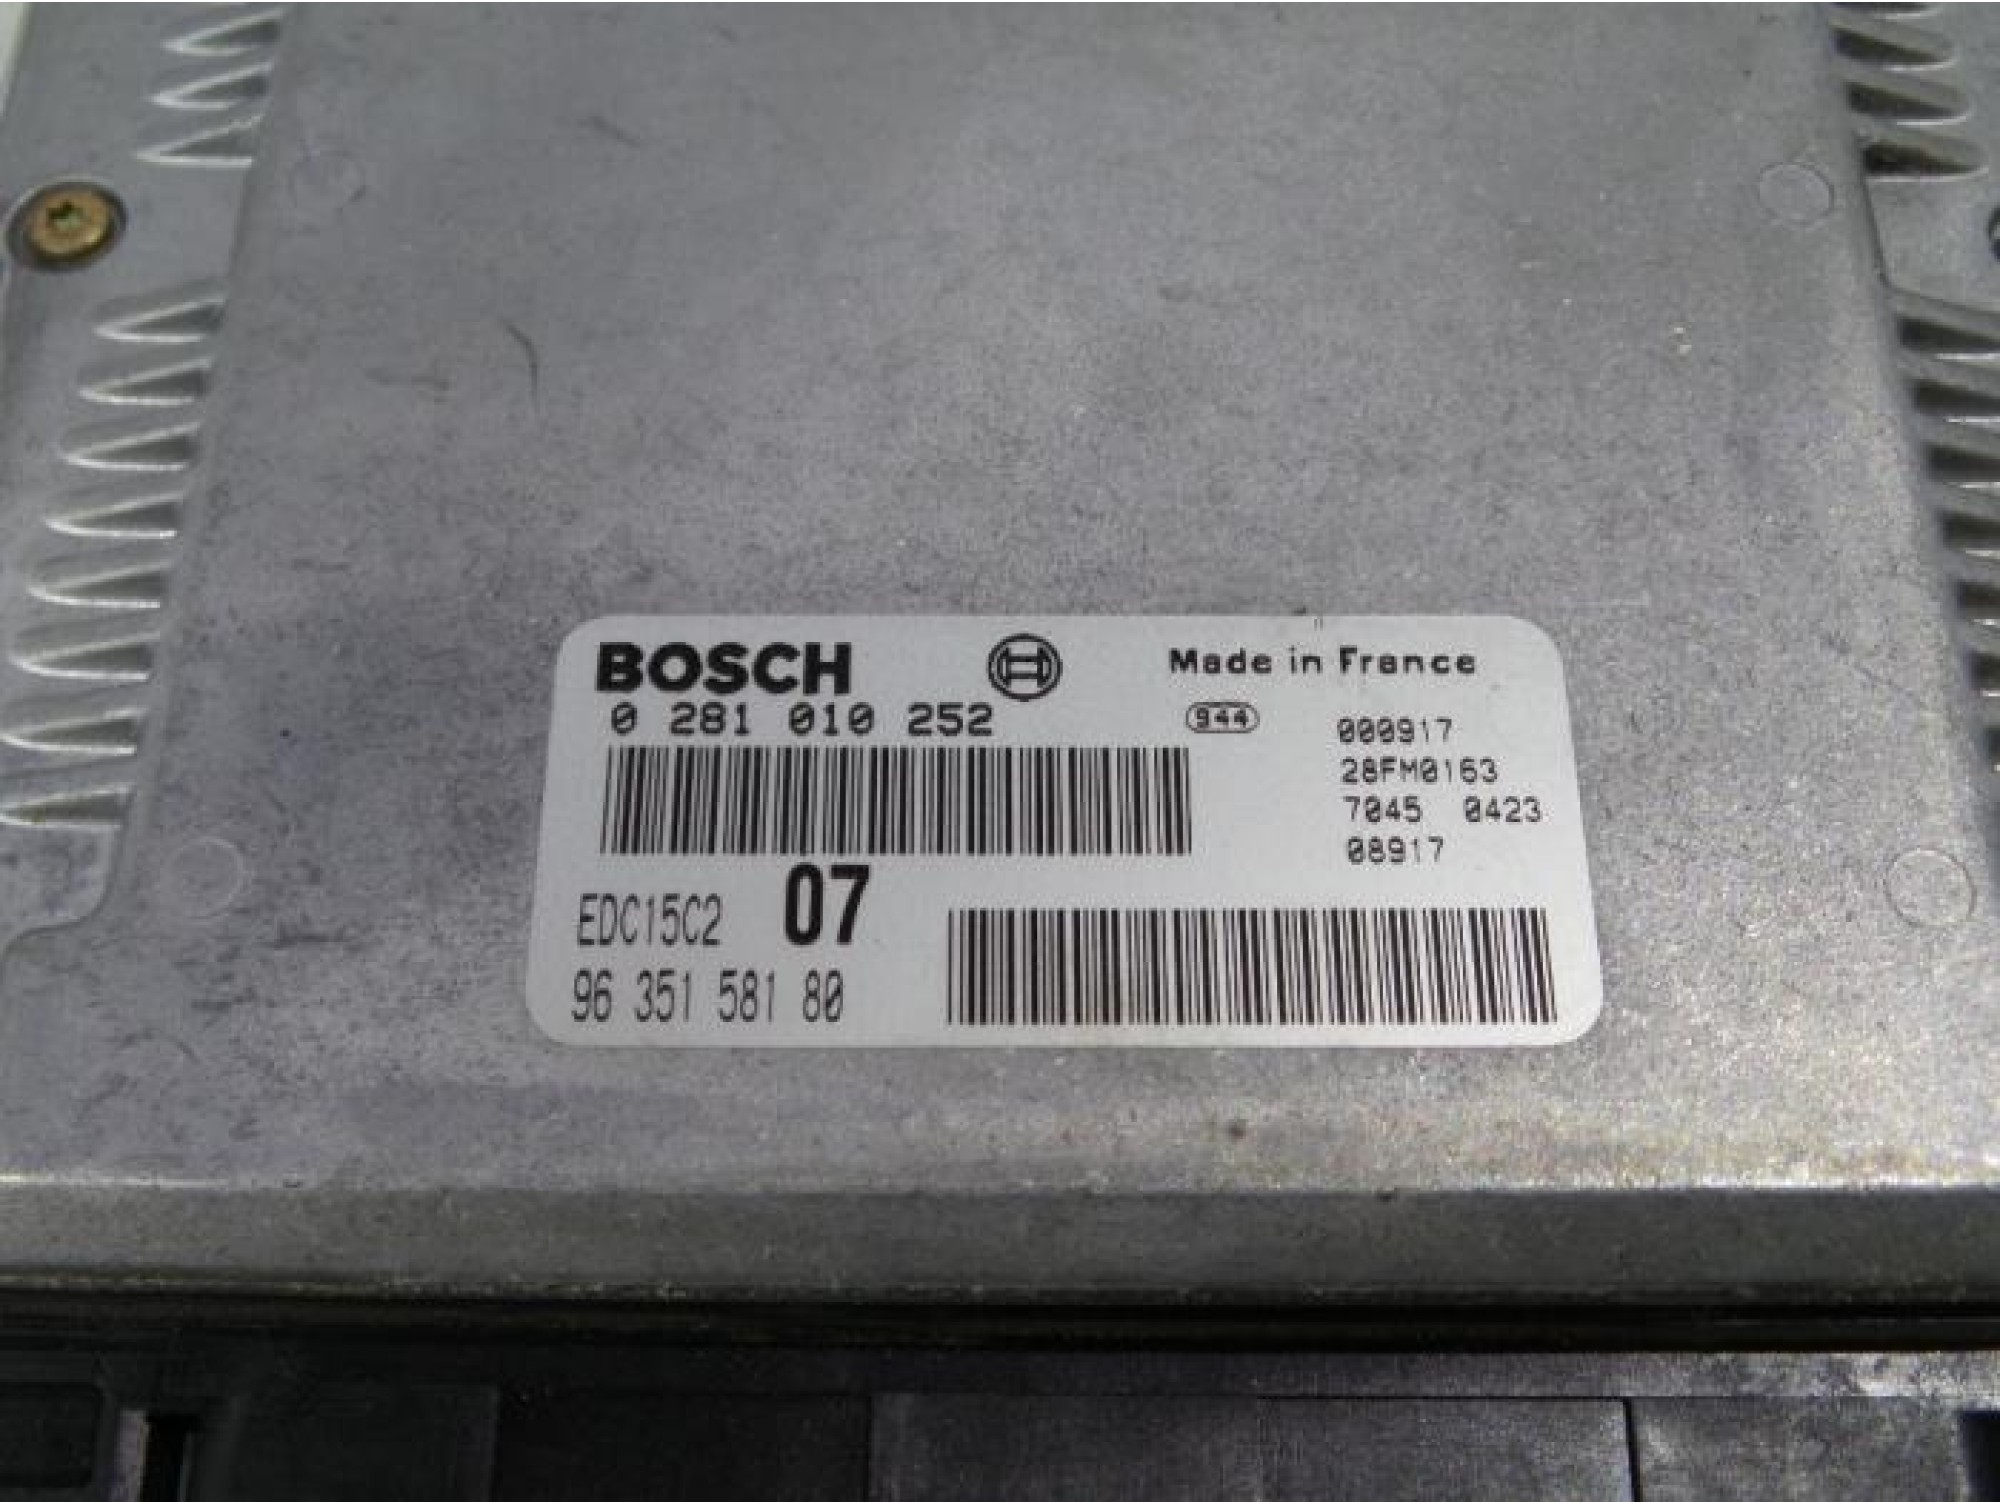 BOSCH
Made in France
0 281 010 252
944
000917
28FM0163
7045 0423
08917
EDC15C2 07
96 351 581 80